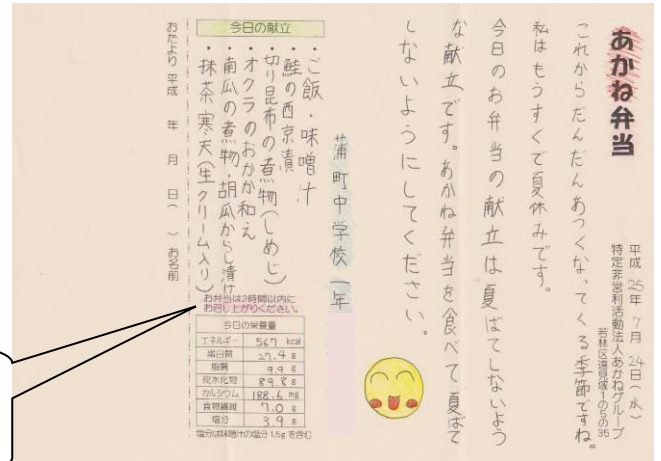 あかね弁当
平成25年7月24日(水)
特定非営利活動法人あかねグループ
若林区遠見塚1の5の35
これからだんだんあつくなってくる季節ですね。
私はもうすぐで夏休みです。
今日のお弁当の献立は夏ばてしないよう
な献立です。あかね弁当を食べて夏ばて
しないようにしてください。
蒲町中学校一年
今日の献立
・ご飯・味噌汁
・鮭の西京漬
・切り昆布の煮物(しめじ)
・オクラのおかか和え
・南瓜の煮物・胡瓜からし漬け
・抹茶寒天(生クリーム入り)
お弁当は2時間以内に
お召し上がりください。
今日の栄養量
エネルギー 567 kcal
蛋白質 27.4 g
脂質 9.9 g
炭水化物 89.8 g
カルシウム 188.6 mg
食物繊維 7.0 g
塩分 3.9 g
塩分は味噌汁の塩分1.5gを含む
おたより 平成 年 月 日( ) お名前